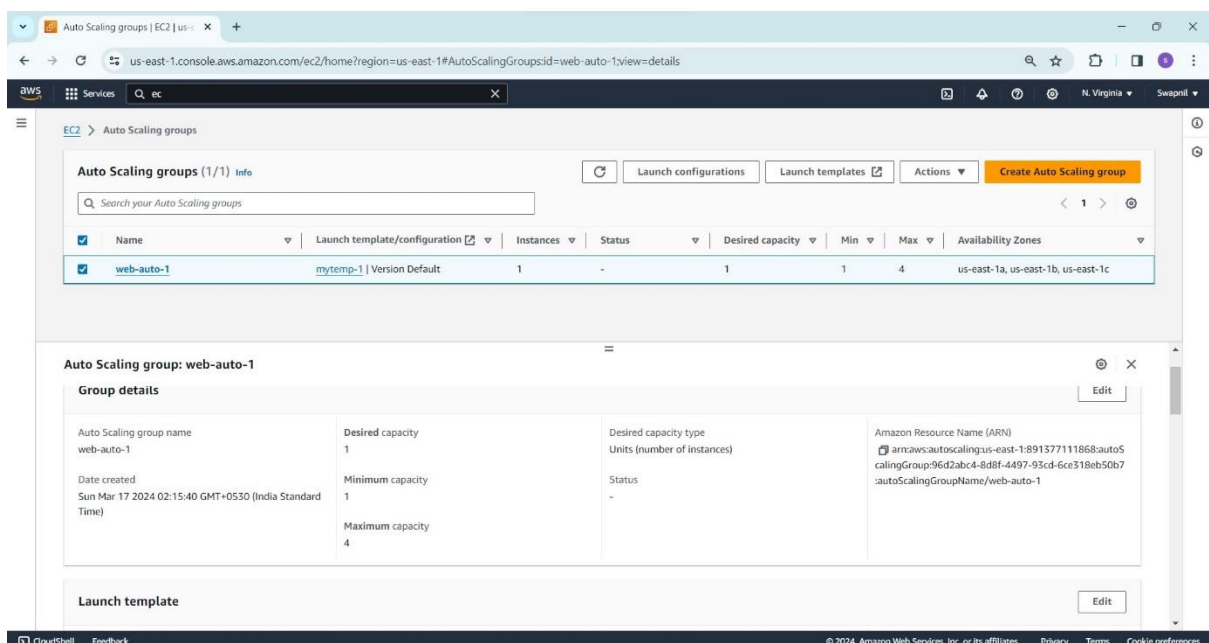 Auto Scaling groups | EC2 | us-e
us-east-1.console.aws.amazon.com/ec2/home?region=us-east-1#AutoScalingGroups:id=web-auto-1;view=details
S
aws Services ec N. Virginia Swapnil
EC2 > Auto Scaling groups
Auto Scaling groups (1/1) Info Launch configurations Launch templates Actions Create Auto Scaling group
Search your Auto Scaling groups 1
Name Launch template/configuration Instances Status Desired capacity Min Max Availability Zones
web-auto-1 mytemp-1 | Version Default 1 - 1 1 4 us-east-1a, us-east-1b, us-east-1c
Auto Scaling group: web-auto-1
Group details Edit
Auto Scaling group name
web-auto-1
Date created
Sun Mar 17 2024 02:15:40 GMT+0530 (India Standard
Time)
Desired capacity
1
Minimum capacity
1
Maximum capacity
4
Desired capacity type
Units (number of instances)
Status
-
Amazon Resource Name (ARN)
arn:aws:autoscaling:us-east-1:891377111868:autoS
calingGroup:96d2abc4-8d8f-4497-93cd-6ce318eb50b7
:autoScalingGroupName/web-auto-1
Launch template Edit
CloudShell Feedback © 2024, Amazon Web Services, Inc. or its affiliates. Privacy Terms Cookie preferences